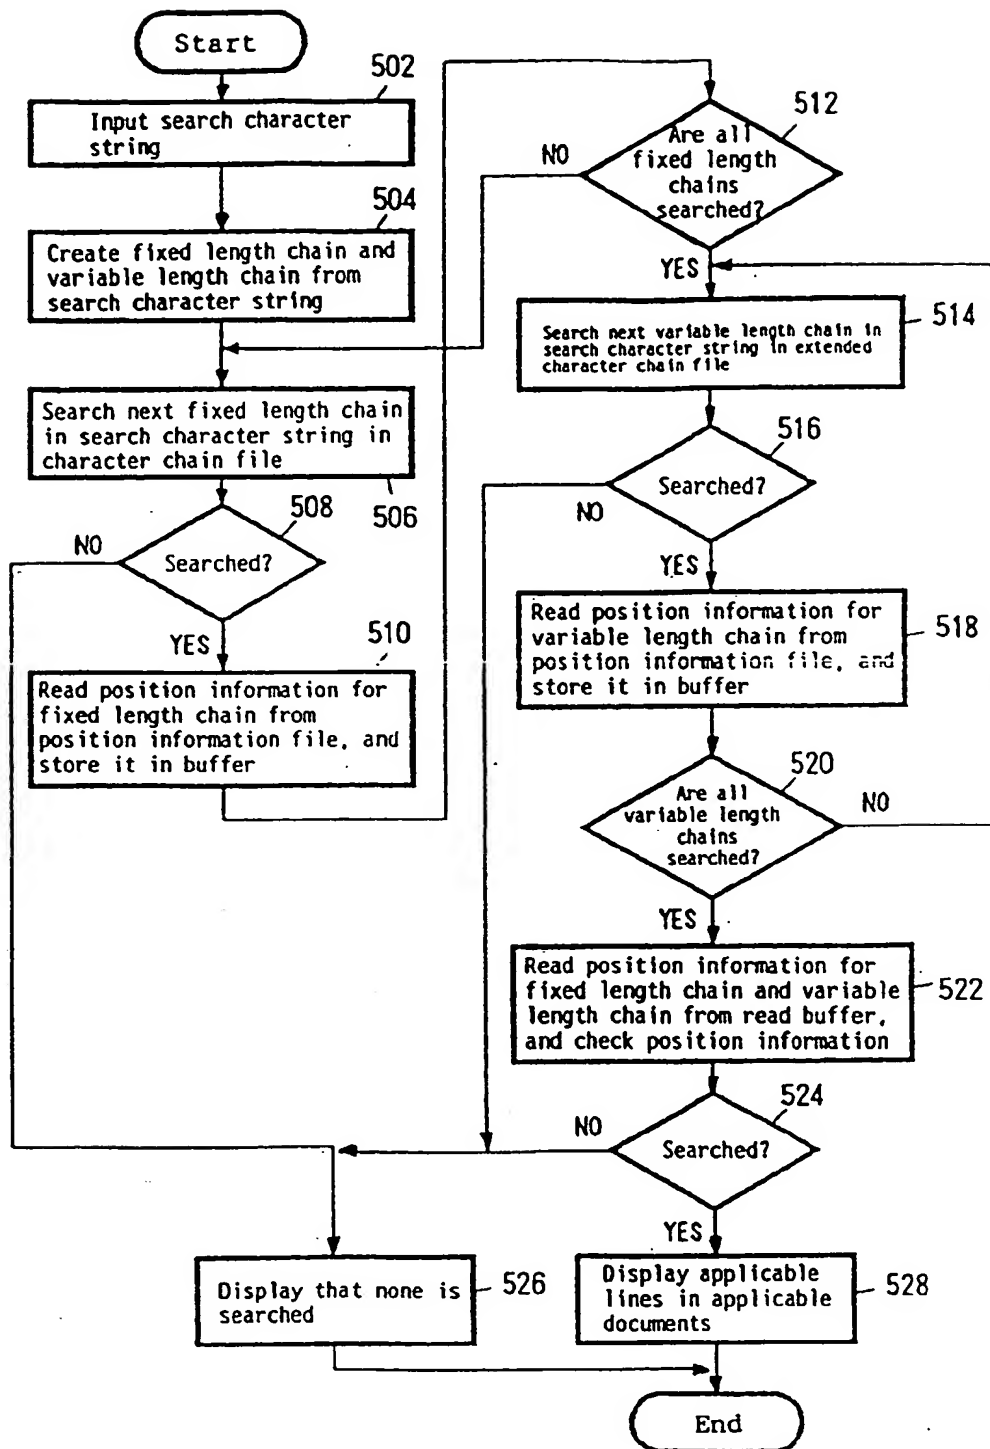 Start
502
Input search character
string
504
Create fixed length chain and
variable length chain from
search character string
Search next fixed length chain
in search character string in
character chain file
506
508
NO
Searched?
YES
510
Read position information for
fixed length chain from
position information file, and
store it in buffer
512
Are all
fixed length
chains
searched?
NO
YES
514
Search next variable length chain in
search character string in extended
character chain file
516
Searched?
NO
YES
Read position information for
variable length chain from
position information file, and
store it in buffer
518
520
Are all
variable length
chains
searched?
NO
YES
Read position information for
fixed length chain and variable
length chain from read buffer,
and check position information
522
524
NO
Searched?
YES
Display that none is
searched
526
Display applicable
lines in applicable
documents
528
End